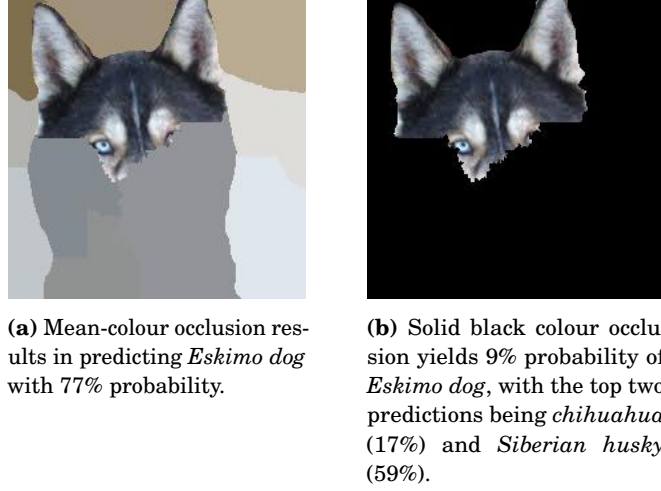 (a) Mean-colour occlusion res-
ults in predicting Eskimo dog
with 77% probability.
(b) Solid black colour occlu
sion yields 9% probability of
Eskimo dog, with the top two
predictions being chihuahua
(17%) and Siberian husky
(59%).